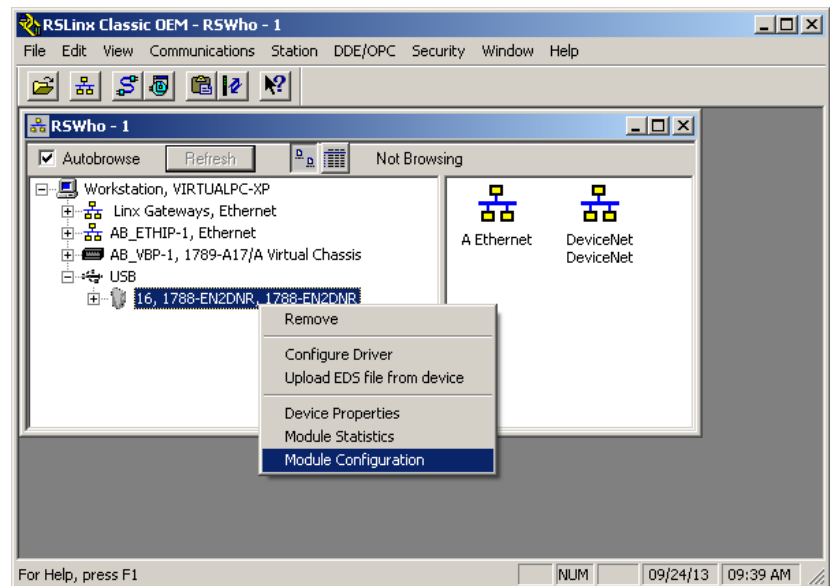 RSLinx Classic OEM - RSWho - 1
File Edit View Communications Station DDE/OPC Security Window Help
RSWho - 1
Autobrowse Refresh Not Browsing
Workstation, VIRTUALPC-XP
Linx Gateways, Ethernet
AB_ETHIP-1, Ethernet
AB_VBP-1, 1789-A17/A Virtual Chassis
USB
16, 1788-EN2DNR, 1788-EN2DNR
A Ethernet
DeviceNet
DeviceNet
Remove
Configure Driver
Upload EDS file from device
Device Properties
Module Statistics
Module Configuration
For Help, press F1 NUM 09/24/13 09:39 AM